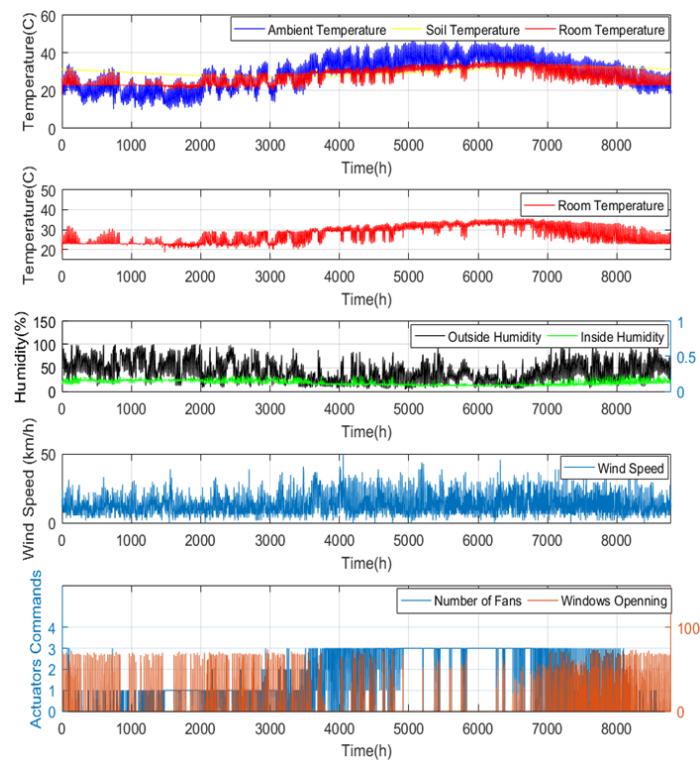 Temperature(C)
60
40
20
0
Ambient Temperature Soil Temperature Room Temperature
0 1000 2000 3000 4000 5000 6000 7000 8000
Time(h)
Temperature(C)
50
40
30
20
Room Temperature
0 1000 2000 3000 4000 5000 6000 7000 8000
Time(h)
Humidity(%)
150
100
50
0
Outside Humidity Inside Humidity
1
0.5
0
0 1000 2000 3000 4000 5000 6000 7000 8000
Time(h)
Wind Speed (km/h)
50
0
Wind Speed
0 1000 2000 3000 4000 5000 6000 7000 8000
Time(h)
Actuators Commands
4
3
2
1
0
Number of Fans Windows Openning
100
0
0 1000 2000 3000 4000 5000 6000 7000 8000
Time(h)